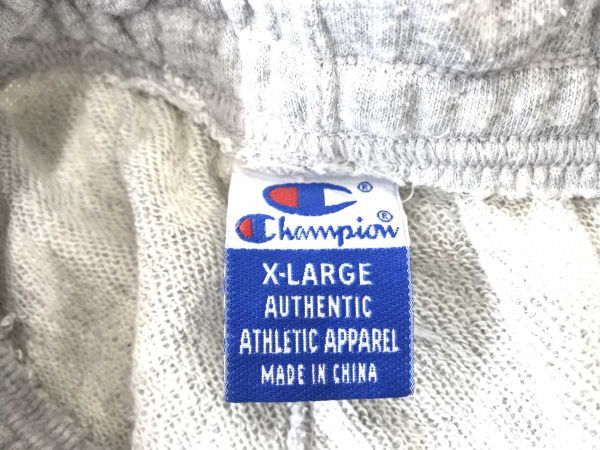 ®
Champion®
X-LARGE
AUTHENTIC
ATHLETIC APPAREL
MADE IN CHINA